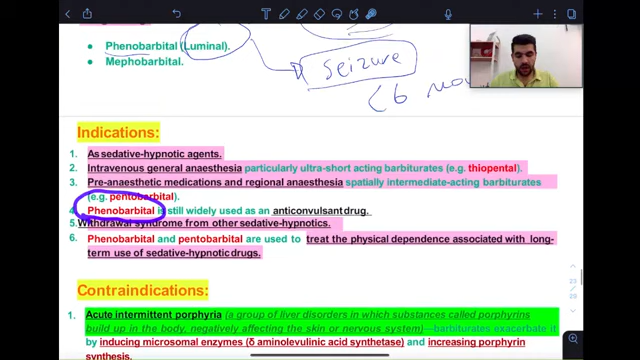 Phenobarbital (Luminal).
Mephobarbital.
Seizure
(6
Indications:
1. As sedative-hypnotic agents.
2. Intravenous general anaesthesia particularly ultra-short acting barbiturates (e.g. thiopental).
3. Pre-anaesthetic medications and regional anaesthesia spatially intermediate-acting barbiturates
(e.g. pentobarbital).
4. Phenobarbital is still widely used as an anticonvulsant drug.
5. Withdrawal syndrome from other sedative-hypnotics.
6. Phenobarbital and pentobarbital are used to treat the physical dependence associated with long-
term use of sedative-hypnotic drugs.
23
29
Contraindications:
1. Acute intermittent porphyria (a group of liver disorders in which substances called porphyrins
build up in the body, negatively affecting the skin or nervous system)—barbiturates exacerbate it
by inducing microsomal enzymes (δ aminolevulinic acid synthetase) and increasing porphyrin
synthesis.